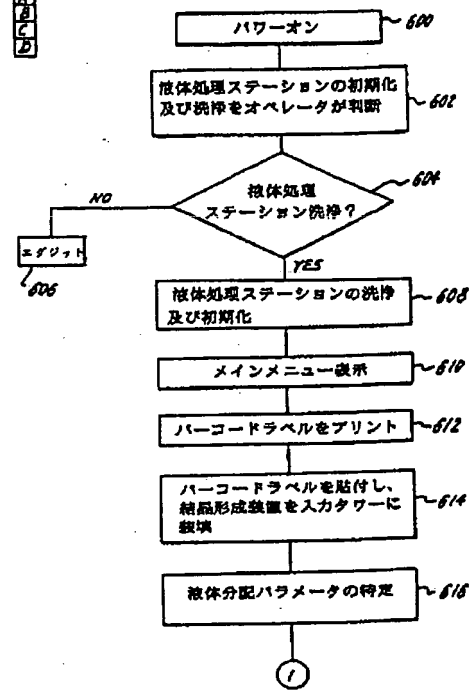 B
C
D
パワーオン
600
液体処理ステーションの初期化
及び洗浄をオペレータが判断
602
液体処理
ステーション洗浄？
604
NO
エグジット
606
YES
液体処理ステーションの洗浄
及び初期化
608
メインメニュー表示
610
バーコードラベルをプリント
612
バーコードラベルを貼付し、
結晶形成装置を入力タワーに
装填
614
液体分配パラメータの特定
616
1